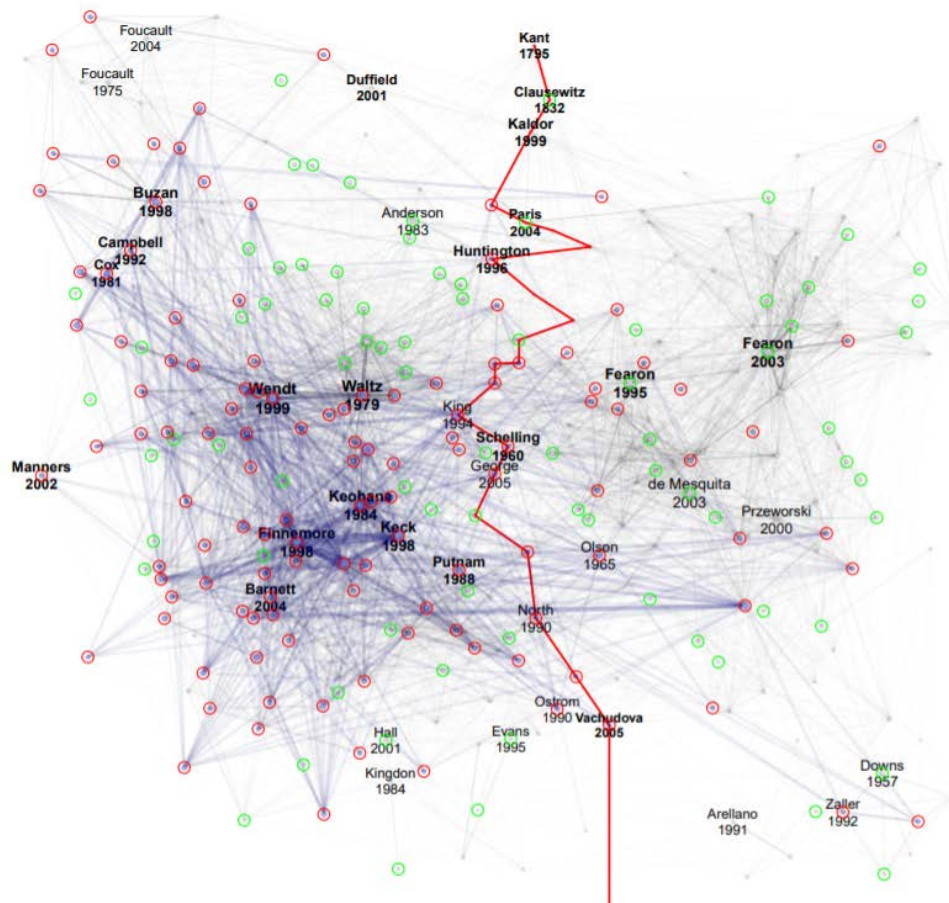 Foucault
2004
Kant
1795
Foucault
1975
Duffield
2001
Clausewitz
1832
Kaldor
1999
Buzan
1998
Anderson
1983
Paris
2004
Campbell
1992
Huntington
1996
Cox
1981
Fearon
2003
Wendt
1999
Waltz
1979
Fearon
1995
King
1994
Schelling
1960
Manners
2002
George
2005
de Mesquita
2003
Keohane
1984
Przeworski
2000
Finnemore
1998
Keck
1998
Olson
1965
Putnam
1988
Barnett
2004
North
1990
Ostrom
1990
Vachudova
2005
Hall
2001
Evans
1995
Kingdon
1984
Downs
1957
Zaller
1992
Arellano
1991